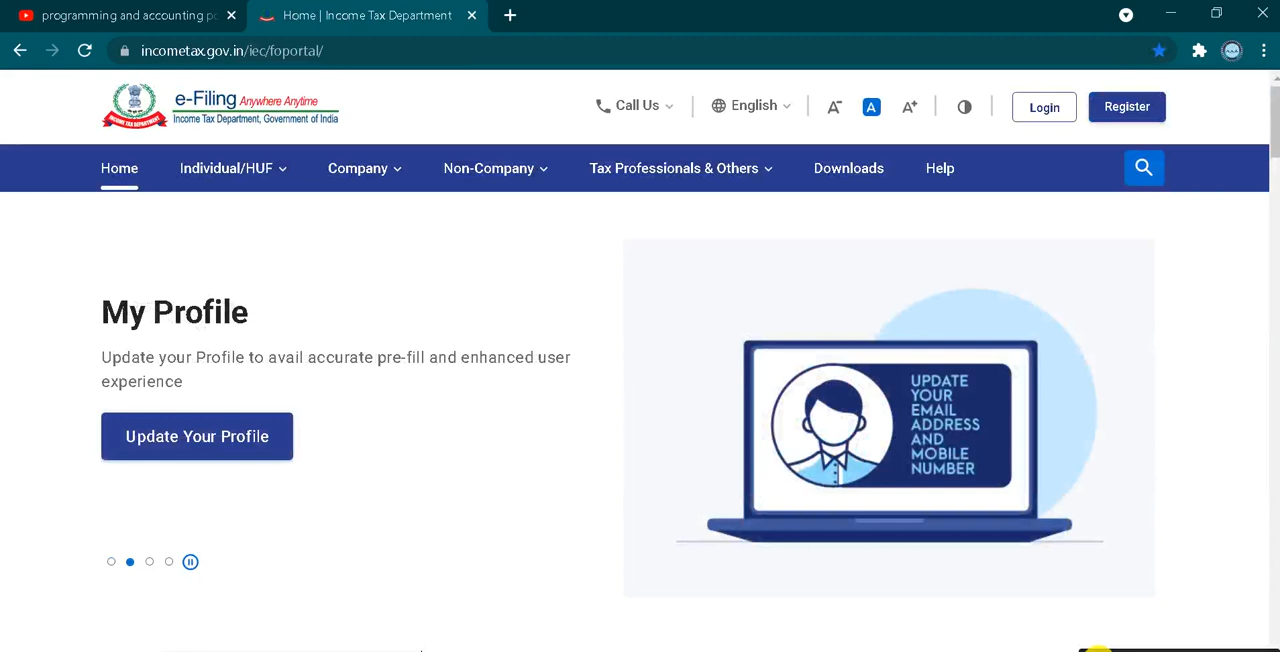 programming and accounting po
Home | Income Tax Department
incometax.gov.in/iec/foportal/
e-Filing Anywhere Anytime
Income Tax Department, Government of India
Call Us
English
A-
A
A+
Login
Register
Home
Individual/HUF
Company
Non-Company
Tax Professionals & Others
Downloads
Help
My Profile
Update your Profile to avail accurate pre-fill and enhanced user
experience
Update Your Profile
UPDATE
YOUR
EMAIL
ADDRESS
AND
MOBILE
NUMBER